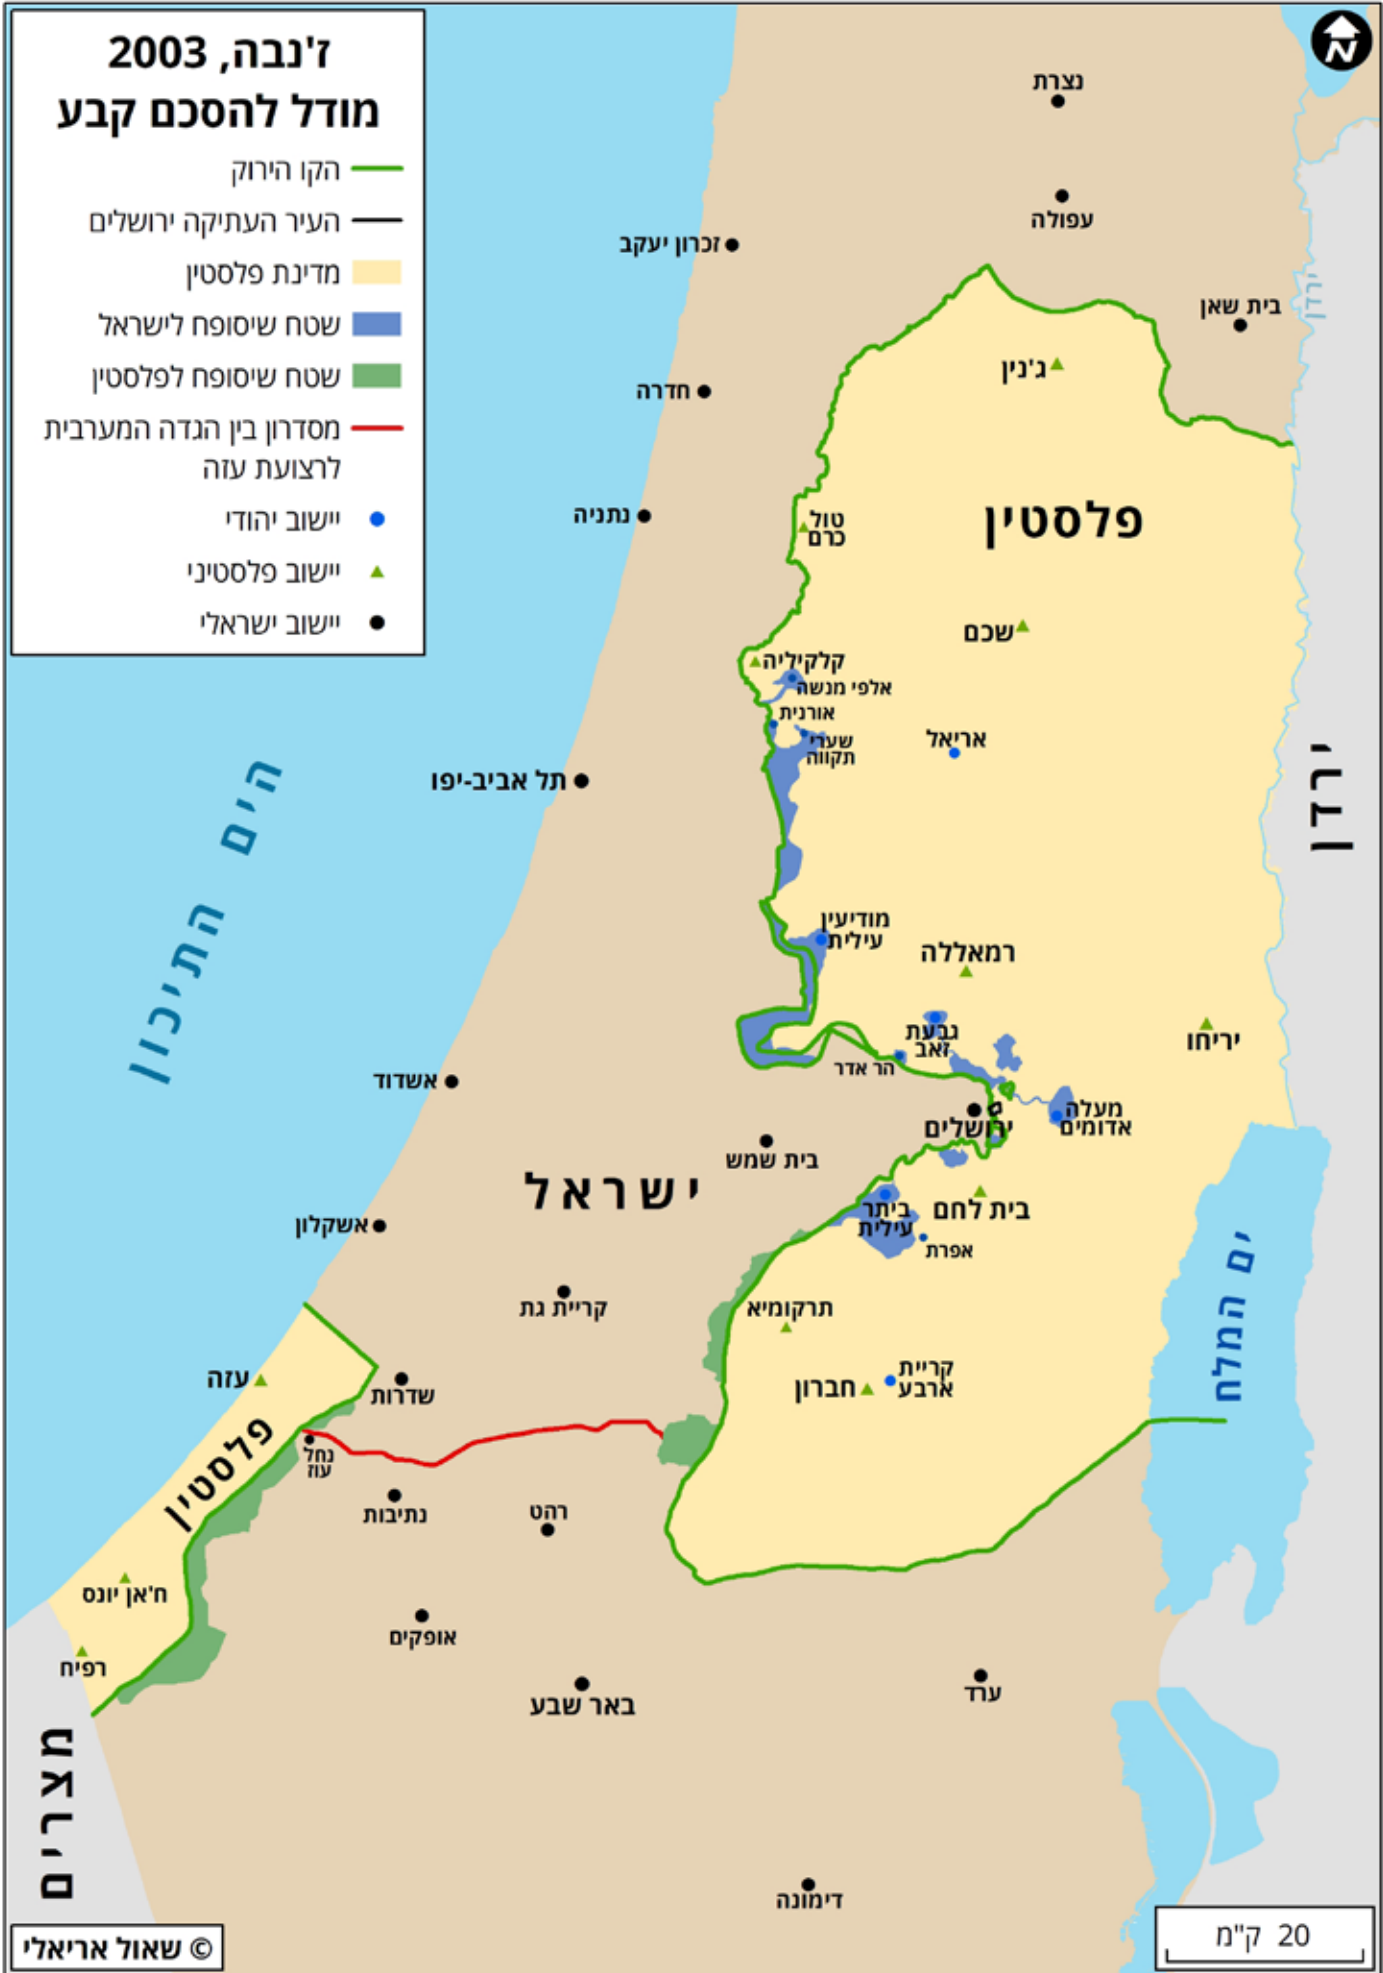 ז'נבה, 2003
מודל להסכם קבע
הקו הירוק
העיר העתיקה ירושלים
מדינת פלסטין
שטח שיסופח לישראל
שטח שיסופח לפלסטין
מסדרון בין הגדה המערבית
לרצועת עזה
יישוב יהודי
יישוב פלסטיני
יישוב ישראלי
N
נצרת
עפולה
זכרון יעקב
בית שאן
ירדן
ג'נין
חדרה
נתניה
טול
כרם
פלסטין
שכם
קלקיליה
אלפי מנשה
אורנית
שערי
תקווה
אריאל
תל אביב-יפו
ירדן
הים התיכון
מודיעין
עילית
רמאללה
גבעת
זאב
יריחו
הר אדר
אשדוד
מעלה
אדומים
ירושלים
בית שמש
ישראל
ביתר
עילית
בית לחם
אפרת
אשקלון
ים המלח
קריית גת
תרקומיא
עזה
שדרות
חברון
קריית
ארבע
פלסטין
נחל
עוז
נתיבות
רהט
ח'אן יונס
אופקים
רפיח
באר שבע
ערד
מצרים
דימונה
© שאול אריאלי
20 ק"מ